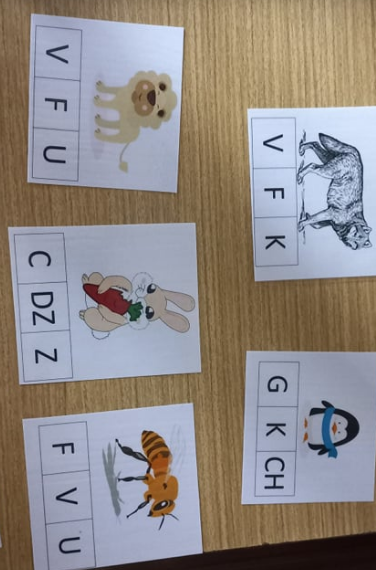 V F K
G K CH
V F U
C DZ Z
F V U